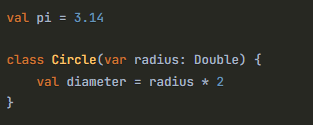 val pi = 3.14
class Circle(var radius: Double) {
    val diameter = radius * 2
}